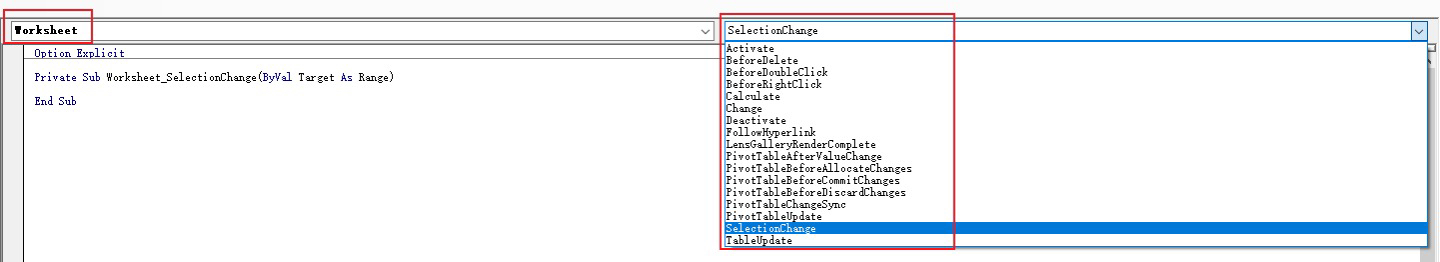 Worksheet
SelectionChange
Option Explicit
Private Sub Worksheet_SelectionChange(ByVal Target As Range)
End Sub
Activate
BeforeDelete
BeforeDoubleClick
BeforeRightClick
Calculate
Change
Deactivate
FollowHyperlink
LensGalleryRenderComplete
PivotTableAfterValueChange
PivotTableBeforeAllocateChanges
PivotTableBeforeCommitChanges
PivotTableBeforeDiscardChanges
PivotTableChangeSync
PivotTableUpdate
SelectionChange
TableUpdate